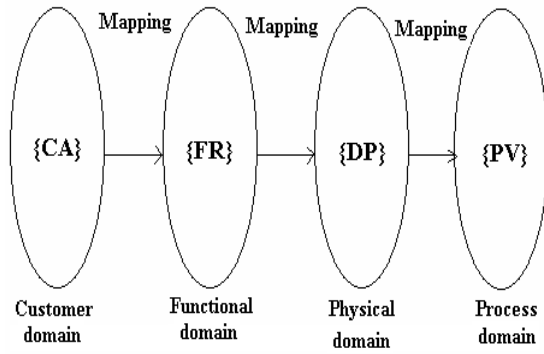 Mapping
Mapping
Mapping
{CA}
{FR}
{DP}
{PV}
Customer
domain
Functional
domain
Physical
domain
Process
domain